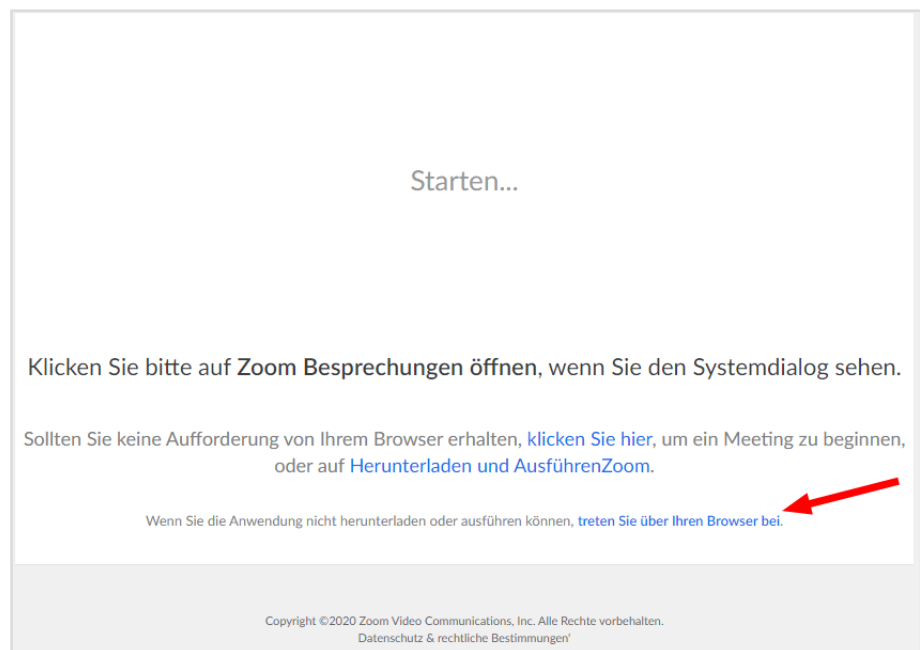 Starten...
Klicken Sie bitte auf Zoom Besprechungen öffnen, wenn Sie den Systemdialog sehen.
Sollten Sie keine Aufforderung von Ihrem Browser erhalten, klicken Sie hier, um ein Meeting zu beginnen,
oder auf Herunterladen und AusführenZoom.
Wenn Sie die Anwendung nicht herunterladen oder ausführen können, treten Sie über Ihren Browser bei.
Copyright ©2020 Zoom Video Communications, Inc. Alle Rechte vorbehalten.
Datenschutz & rechtliche Bestimmungen'